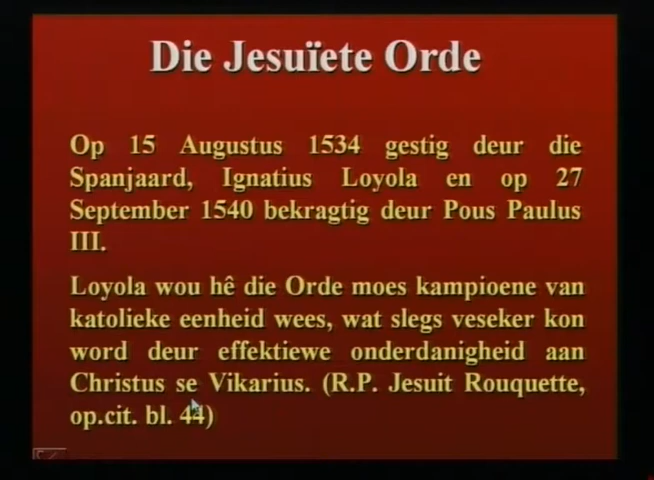 Die Jesuïete Orde
Op 15 Augustus 1534 gestig deur die
Spanjaard, Ignatius Loyola en op 27
September 1540 bekragtig deur Pous Paulus
III.
Loyola wou hê die Orde moes kampioene van
katolieke eenheid wees, wat slegs veseker kon
word deur effektiewe onderdanigheid aan
Christus se Vikarius. (R.P. Jesuit Rouquette,
op.cit. bl. 44)